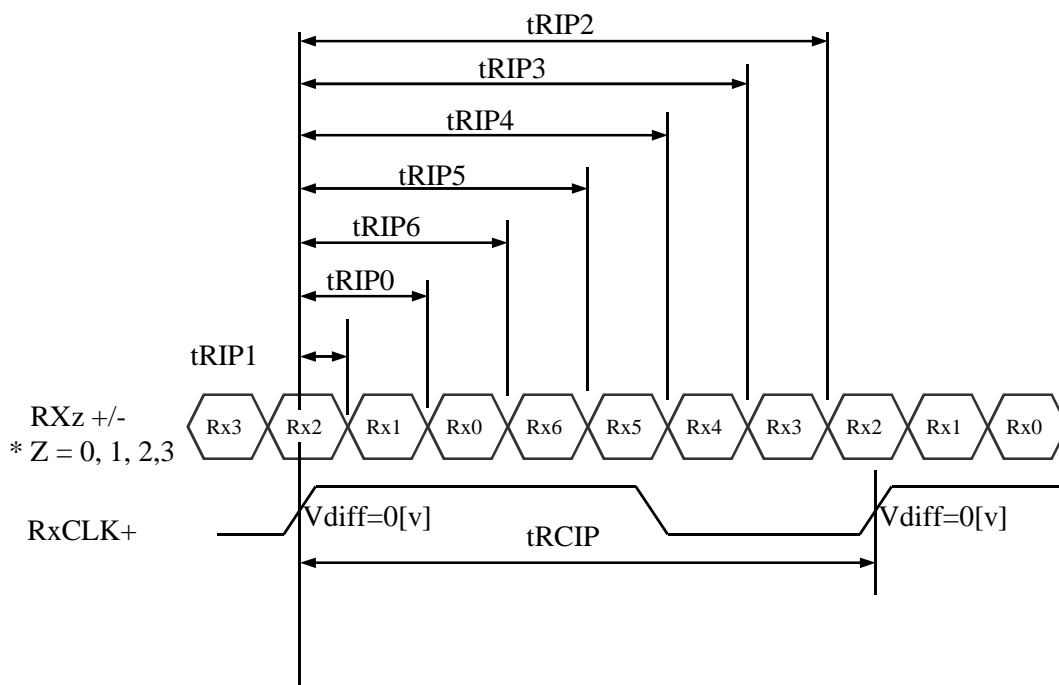 tRIP2
tRIP3
tRIP4
tRIP5
tRIP6
tRIP0
tRIP1
RXz +/-
* Z = 0, 1, 2,3
Rx3 Rx2 Rx1 Rx0 Rx6 Rx5 Rx4 Rx3 Rx2 Rx1 Rx0
RxCLK+
Vdiff=0[v] Vdiff=0[v]
tRCIP